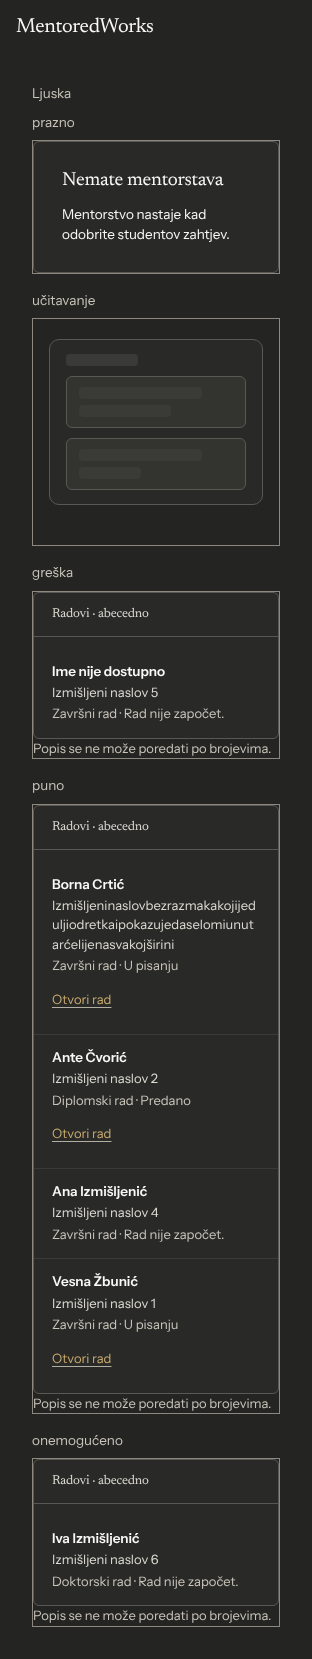 MentoredWorks
Ljuska
prazno
Nemate mentorstava
Mentorstvo nastaje kad
odobrite studentov zahtjev.
učitavanje
greška
Radovi · abecedno
Ime nije dostupno
Izmišljeni naslov 5
Završni rad · Rad nije započet.
Popis se ne može poredati po brojevima.
puno
Radovi · abecedno
Borna Crtić
Izmišljeninaslovbezrazmakakojijed
uljiodretkaipokazujedaselomiunut
arćelijenasvakojširini
Završni rad · U pisanju
Otvori rad
Ante Čvorić
Izmišljeni naslov 2
Diplomski rad · Predano
Otvori rad
Ana Izmišljenić
Izmišljeni naslov 4
Završni rad · Rad nije započet.
Vesna Žbunić
Izmišljeni naslov 1
Završni rad · U pisanju
Otvori rad
Popis se ne može poredati po brojevima.
onemogućeno
Radovi · abecedno
Iva Izmišljenić
Izmišljeni naslov 6
Doktorski rad · Rad nije započet.
Popis se ne može poredati po brojevima.